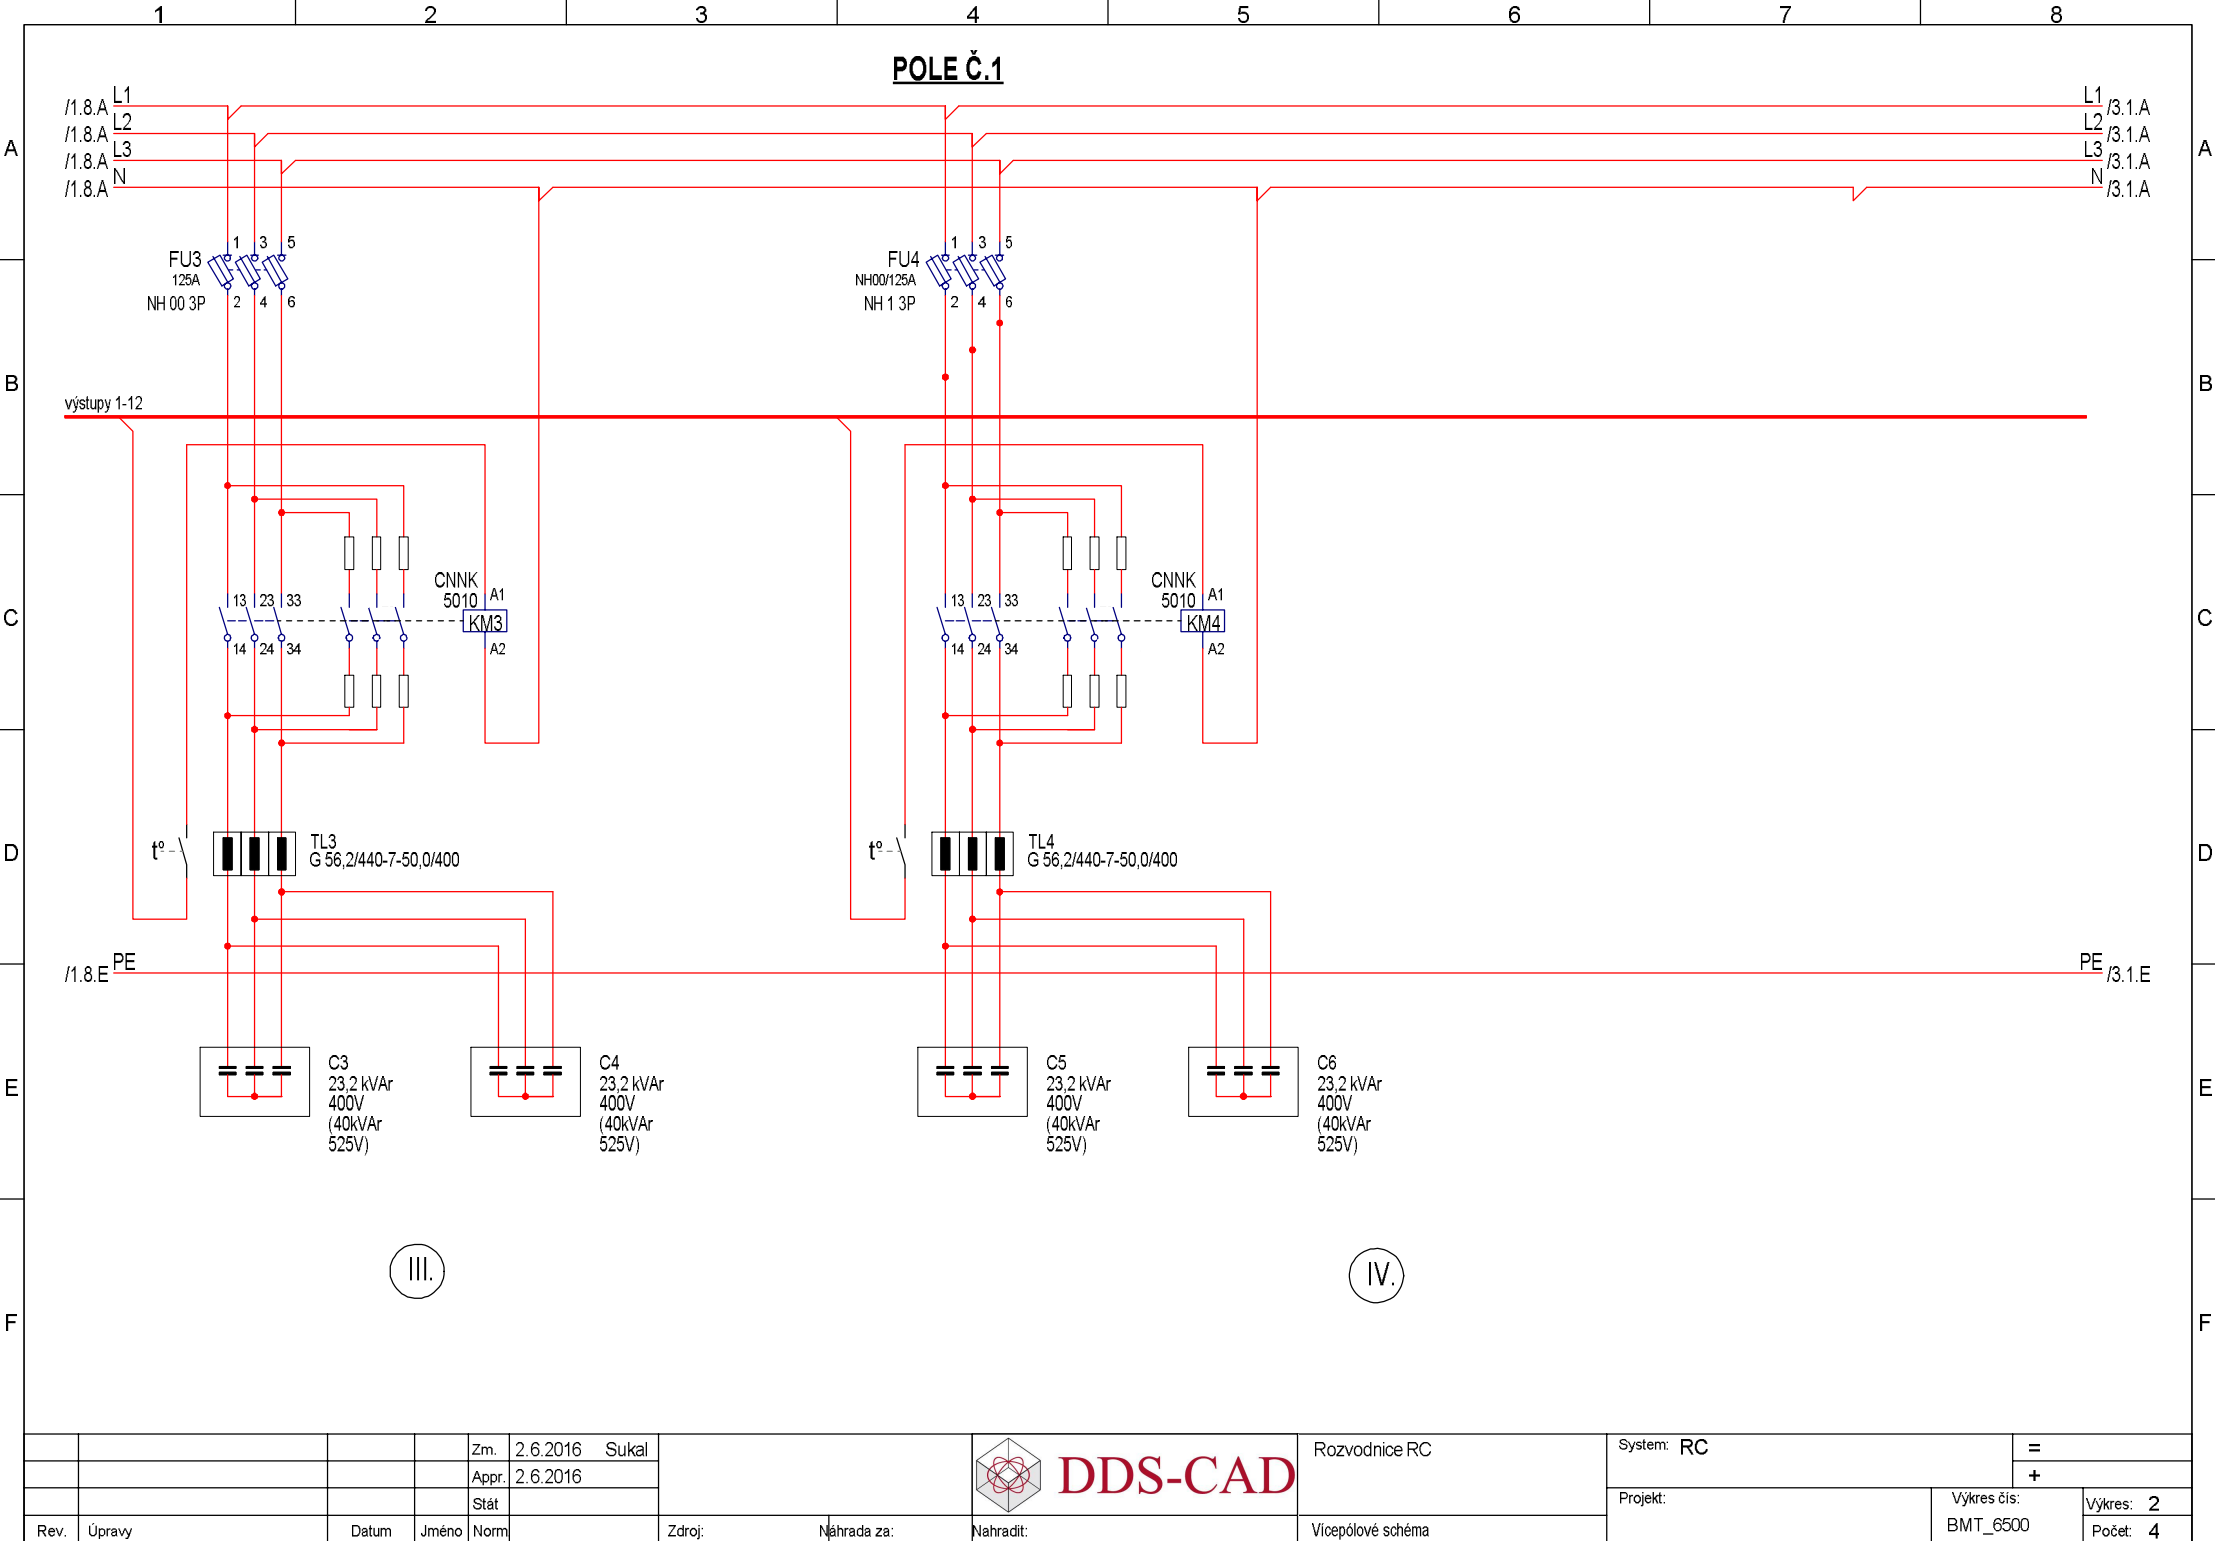 1 2 3 4 5 6 7 8
POLE Č.1
/1.8.A L1
L1 /3.1.A
/1.8.A L2
L2 /3.1.A
/1.8.A L3
L3 /3.1.A
/1.8.A N
N /3.1.A
A
A
1 3 5
FU3
125A
NH 00 3P
2 4 6
1 3 5
FU4
NH00/125A
NH 1 3P
2 4 6
B
B
výstupy 1-12
CNNK
5010
A1
KM3
A2
13 23 33
14 24 34
CNNK
5010
A1
KM4
A2
13 23 33
14 24 34
C
C
t°
TL3
G 56,2/440-7-50,0/400
t°
TL4
G 56,2/440-7-50,0/400
D
D
/1.8.E PE
PE /3.1.E
C3
23,2 kVAr
400V
(40kVAr
525V)
C4
23,2 kVAr
400V
(40kVAr
525V)
C5
23,2 kVAr
400V
(40kVAr
525V)
C6
23,2 kVAr
400V
(40kVAr
525V)
E
E
III.
IV.
F
F
Zm. 2.6.2016 Sukal
Appr. 2.6.2016
Stát
Rev. Úpravy Datum Jméno Norm
Zdroj: Náhrada za: Nahradit:
DDS-CAD
Rozvodnice RC
Vícepólové schéma
System: RC
=
+
Projekt:
Výkres čís:
BMT_6500
Výkres: 2
Počet: 4